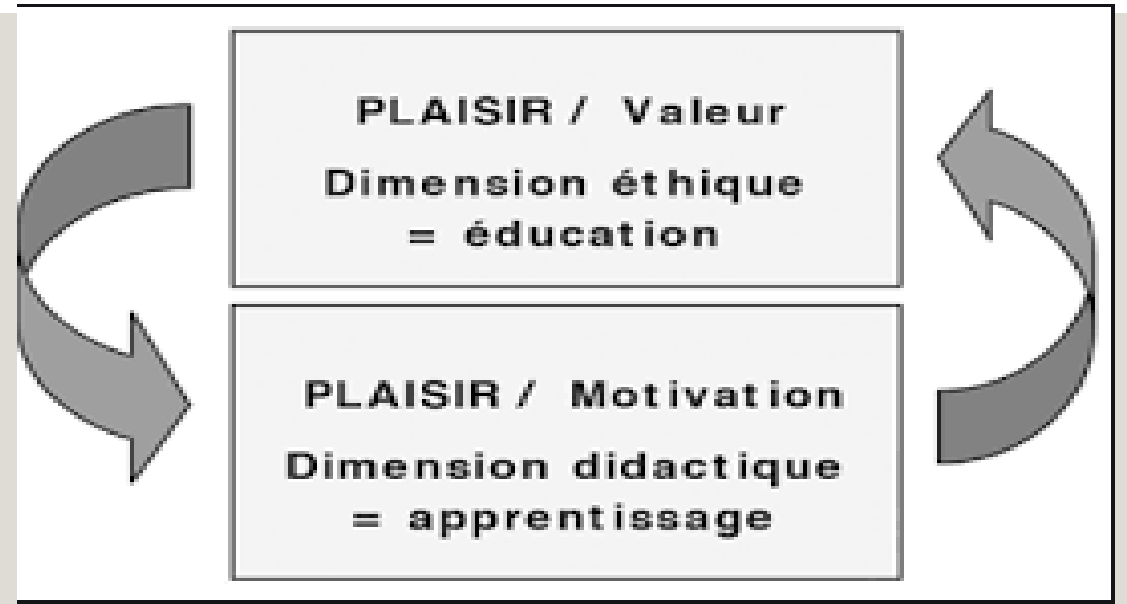 PLAISIR / Valeur
Dimension éthique
= éducation
PLAISIR / Motivation
Dimension didactique
= apprentissage